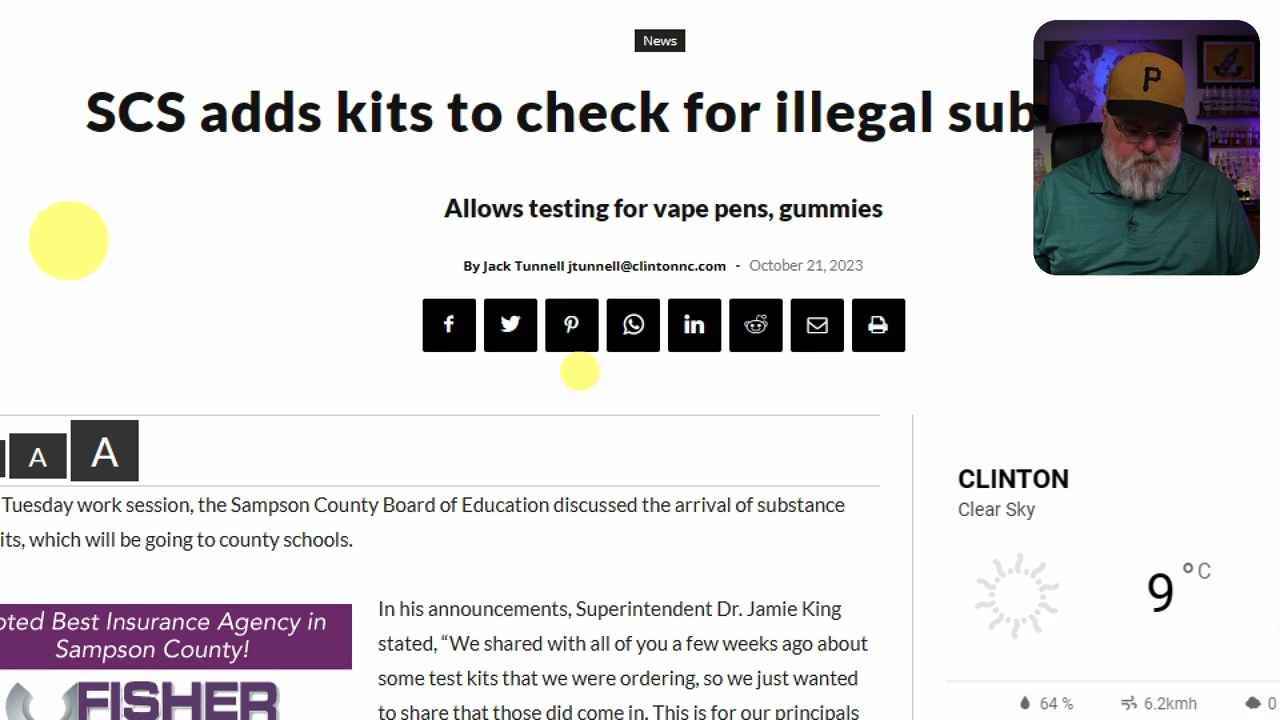 News
SCS adds kits to check for illegal sub
Allows testing for vape pens, gummies
By Jack Tunnell jtunnell@clintonnc.com - October 21, 2023
A A
Tuesday work session, the Sampson County Board of Education discussed the arrival of substance
its, which will be going to county schools.
oted Best Insurance Agency in
Sampson County!
FISHER
In his announcements, Superintendent Dr. Jamie King
stated, “We shared with all of you a few weeks ago about
some test kits that we were ordering, so we just wanted
to share that those did come in. This is for our principals
CLINTON
Clear Sky
9 °C
64 % 6.2kmh 0
P